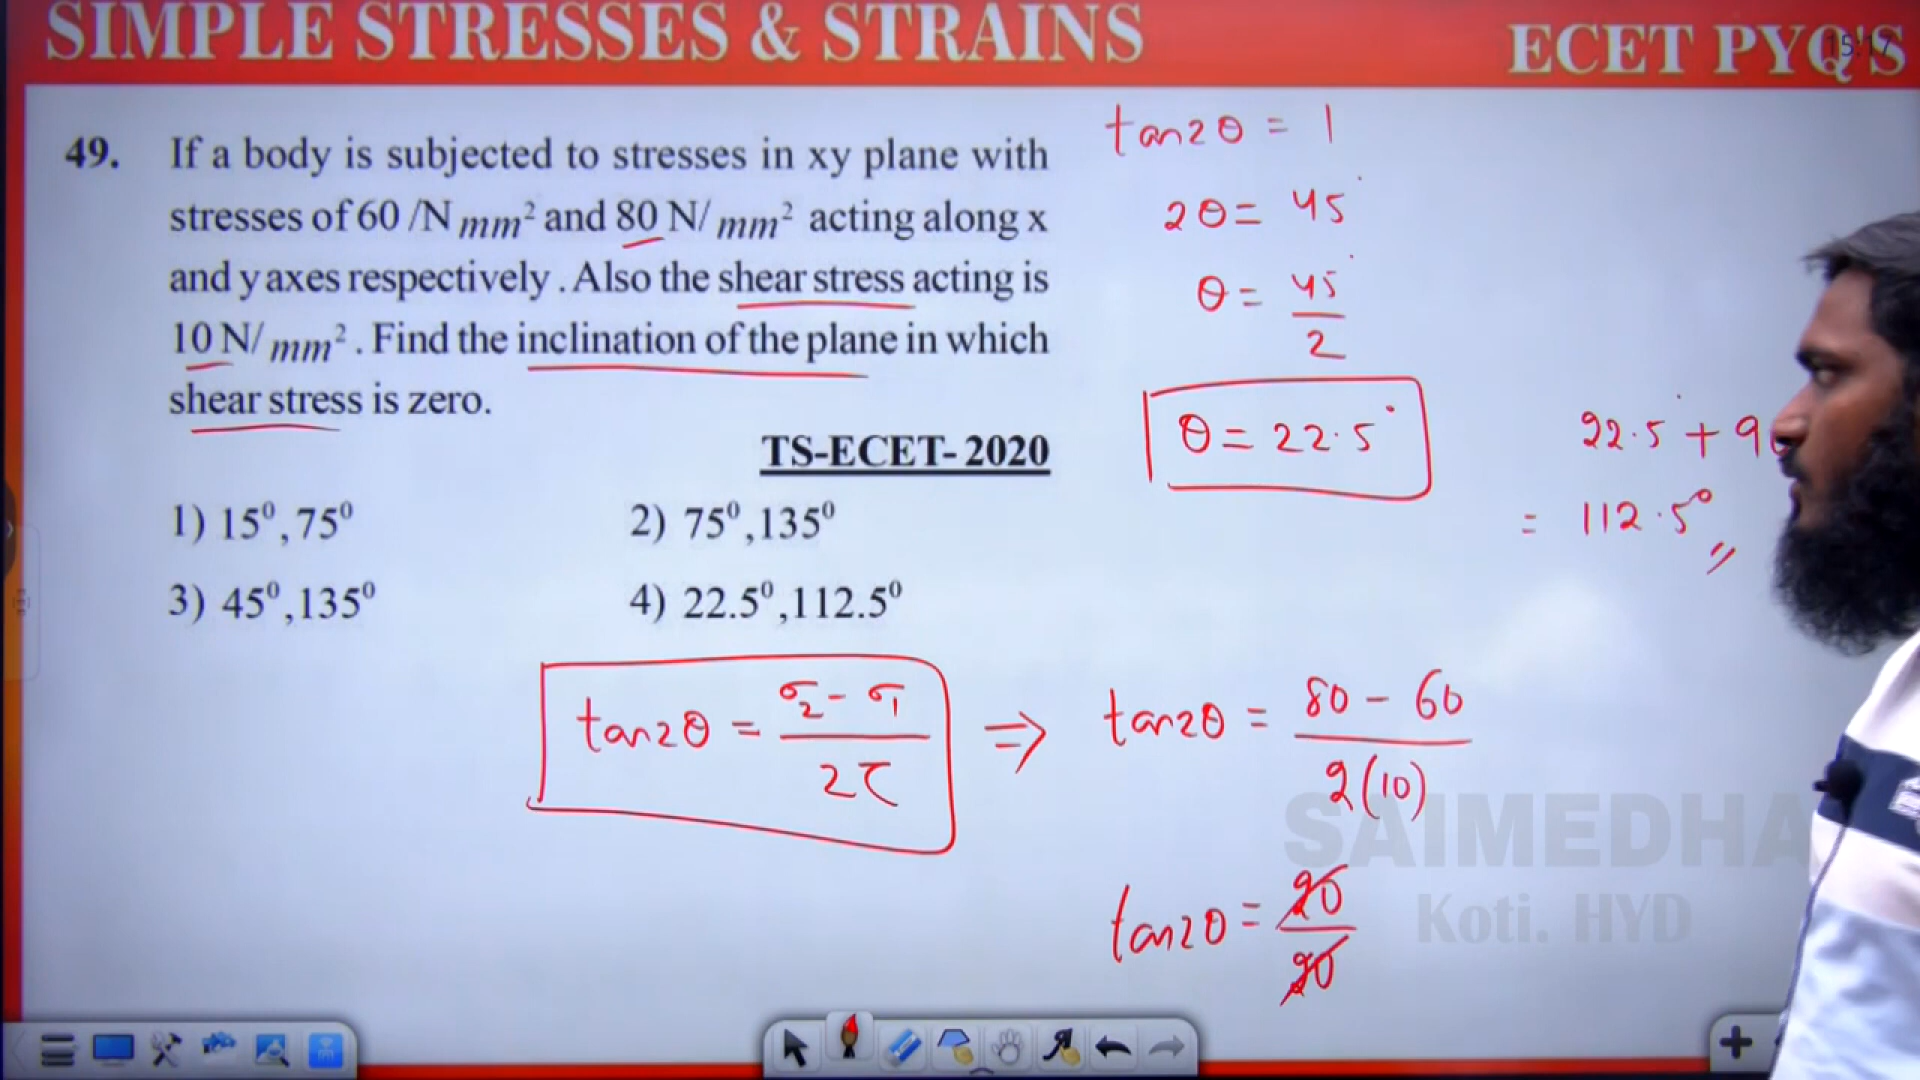 SIMPLE STRESSES & STRAINS
ECET PYQ'S
15:17
49. If a body is subjected to stresses in xy plane with
stresses of 60 /N mm² and 80 N/ mm² acting along x
and y axes respectively . Also the shear stress acting is
10 N/ mm² . Find the inclination of the plane in which
shear stress is zero.
TS-ECET- 2020
1) 15⁰,75⁰
2) 75⁰,135⁰
3) 45⁰,135⁰
4) 22.5⁰,112.5⁰
tan2θ = σ₂ - σ₁ / 2τ
⇒ tan2θ = 80 - 60 / 2(10)
tan2θ = 20 / 20
tan2θ = 1
2θ = 45°
θ = 45° / 2
θ = 22.5°
22.5° + 9
= 112.5⁰
SAIMEDHA
Koti. HYD